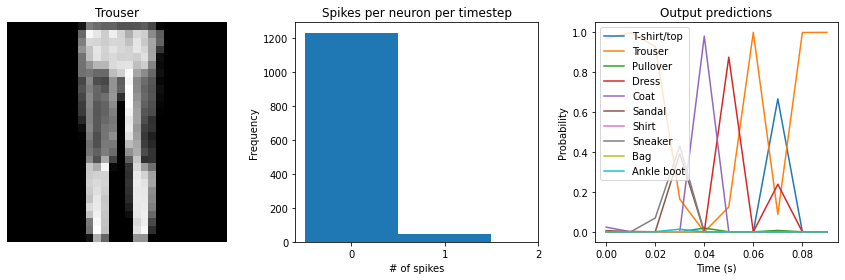 Trouser
Spikes per neuron per timestep
Output predictions
Frequency
1200
1000
800
600
400
200
0
0 1 2
# of spikes
Probability
1.0
0.8
0.6
0.4
0.2
0.0
T-shirt/top
Trouser
Pullover
Dress
Coat
Sandal
Shirt
Sneaker
Bag
Ankle boot
0.00 0.02 0.04 0.06 0.08
Time (s)